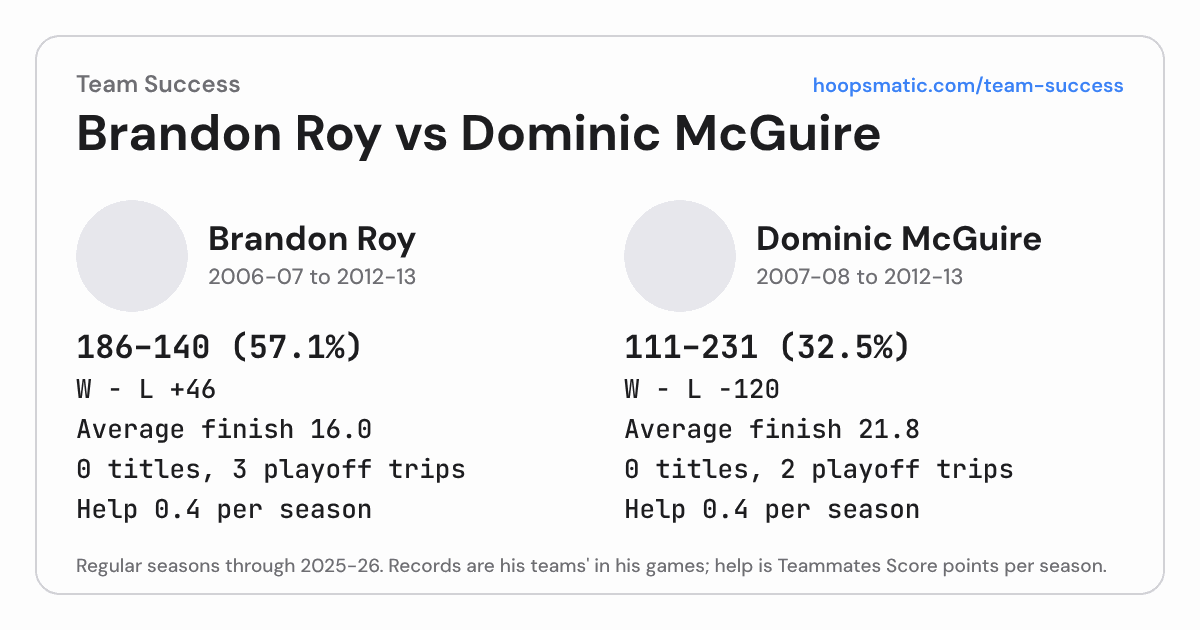 Team Success
hoopsmatic.com/team-success
Brandon Roy vs Dominic McGuire
Brandon Roy
2006-07 to 2012-13
186-140 (57.1%)
W - L +46
Average finish 16.0
0 titles, 3 playoff trips
Help 0.4 per season
Dominic McGuire
2007-08 to 2012-13
111-231 (32.5%)
W - L -120
Average finish 21.8
0 titles, 2 playoff trips
Help 0.4 per season
Regular seasons through 2025-26. Records are his teams' in his games; help is Teammates Score points per season.